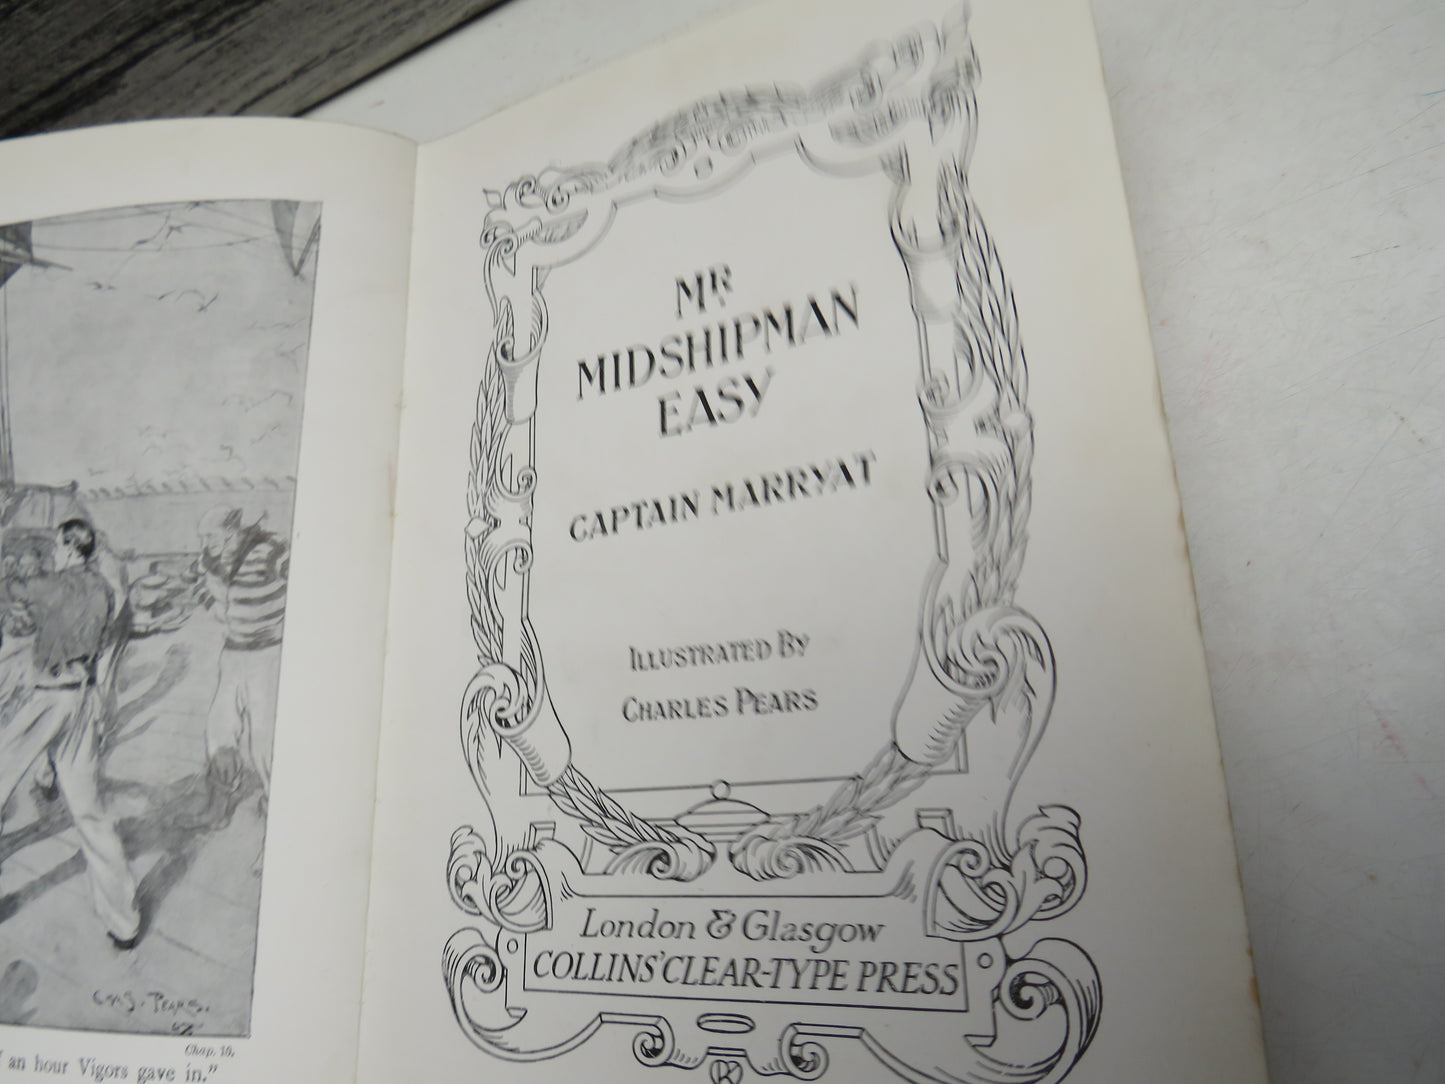 MR
MIDSHIPMAN
EASY
CAPTAIN MARRYAT
ILLUSTRATED BY
CHARLES PEARS
London & Glasgow
COLLINS' CLEAR-TYPE PRESS
CHAS. PEARS.
Chap. 10.
an hour Vigors gave in."